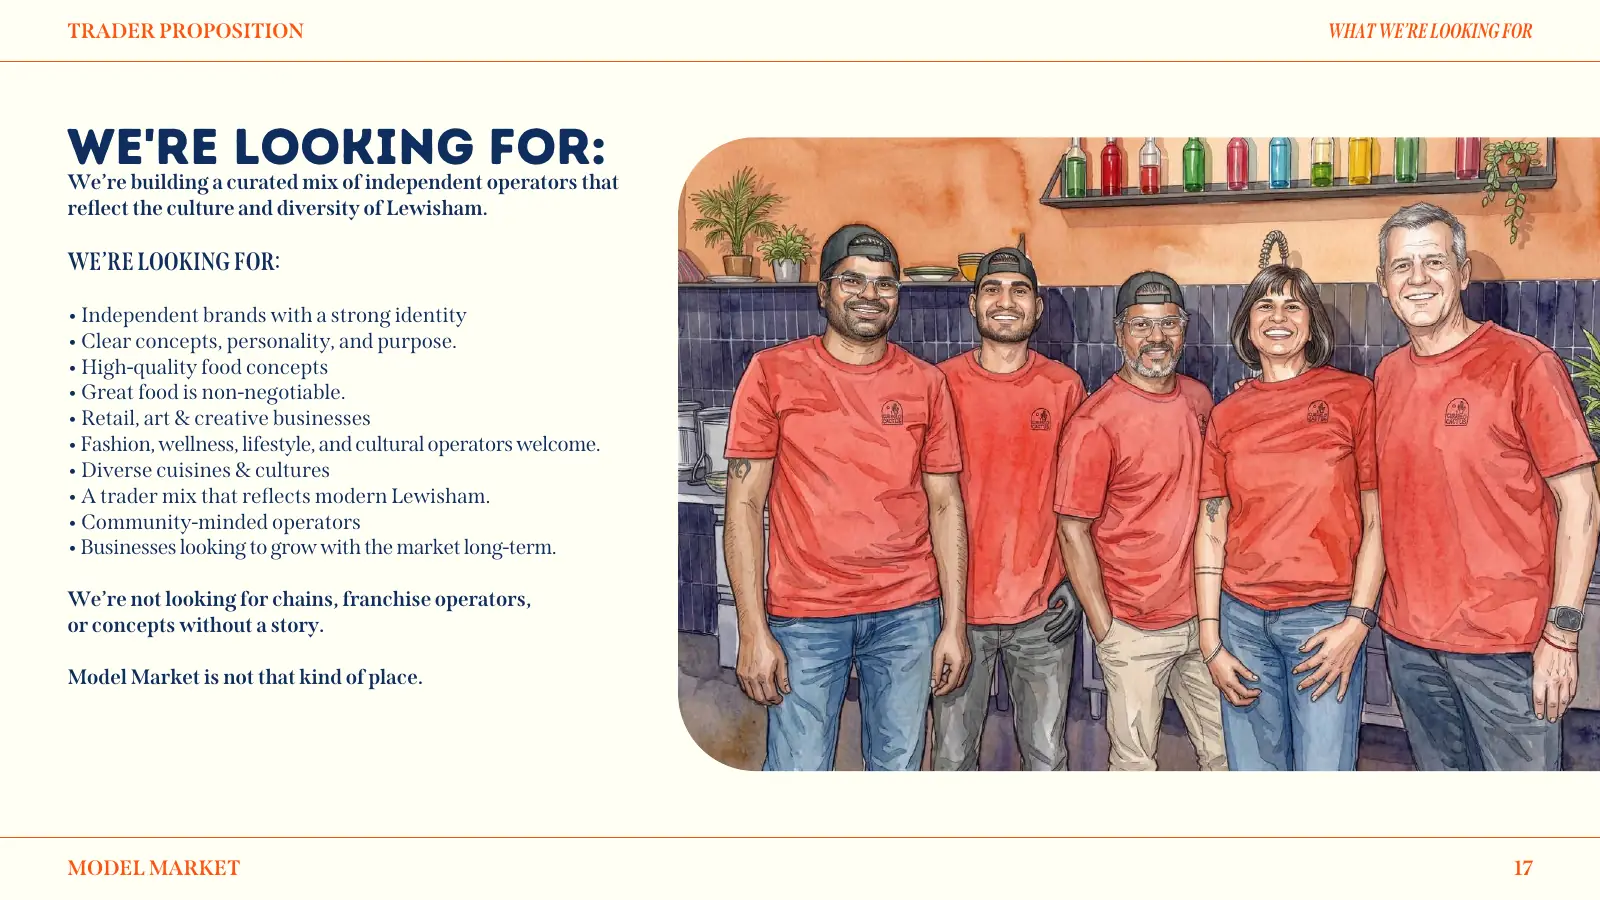 TRADER PROPOSITION
WHAT WE'RE LOOKING FOR
WE'RE LOOKING FOR:
We're building a curated mix of independent operators that
reflect the culture and diversity of Lewisham.
WE'RE LOOKING FOR:
• Independent brands with a strong identity
• Clear concepts, personality, and purpose.
• High-quality food concepts
• Great food is non-negotiable.
• Retail, art & creative businesses
• Fashion, wellness, lifestyle, and cultural operators welcome.
• Diverse cuisines & cultures
• A trader mix that reflects modern Lewisham.
• Community-minded operators
• Businesses looking to grow with the market long-term.
We're not looking for chains, franchise operators,
or concepts without a story.
Model Market is not that kind of place.
MODEL MARKET
17